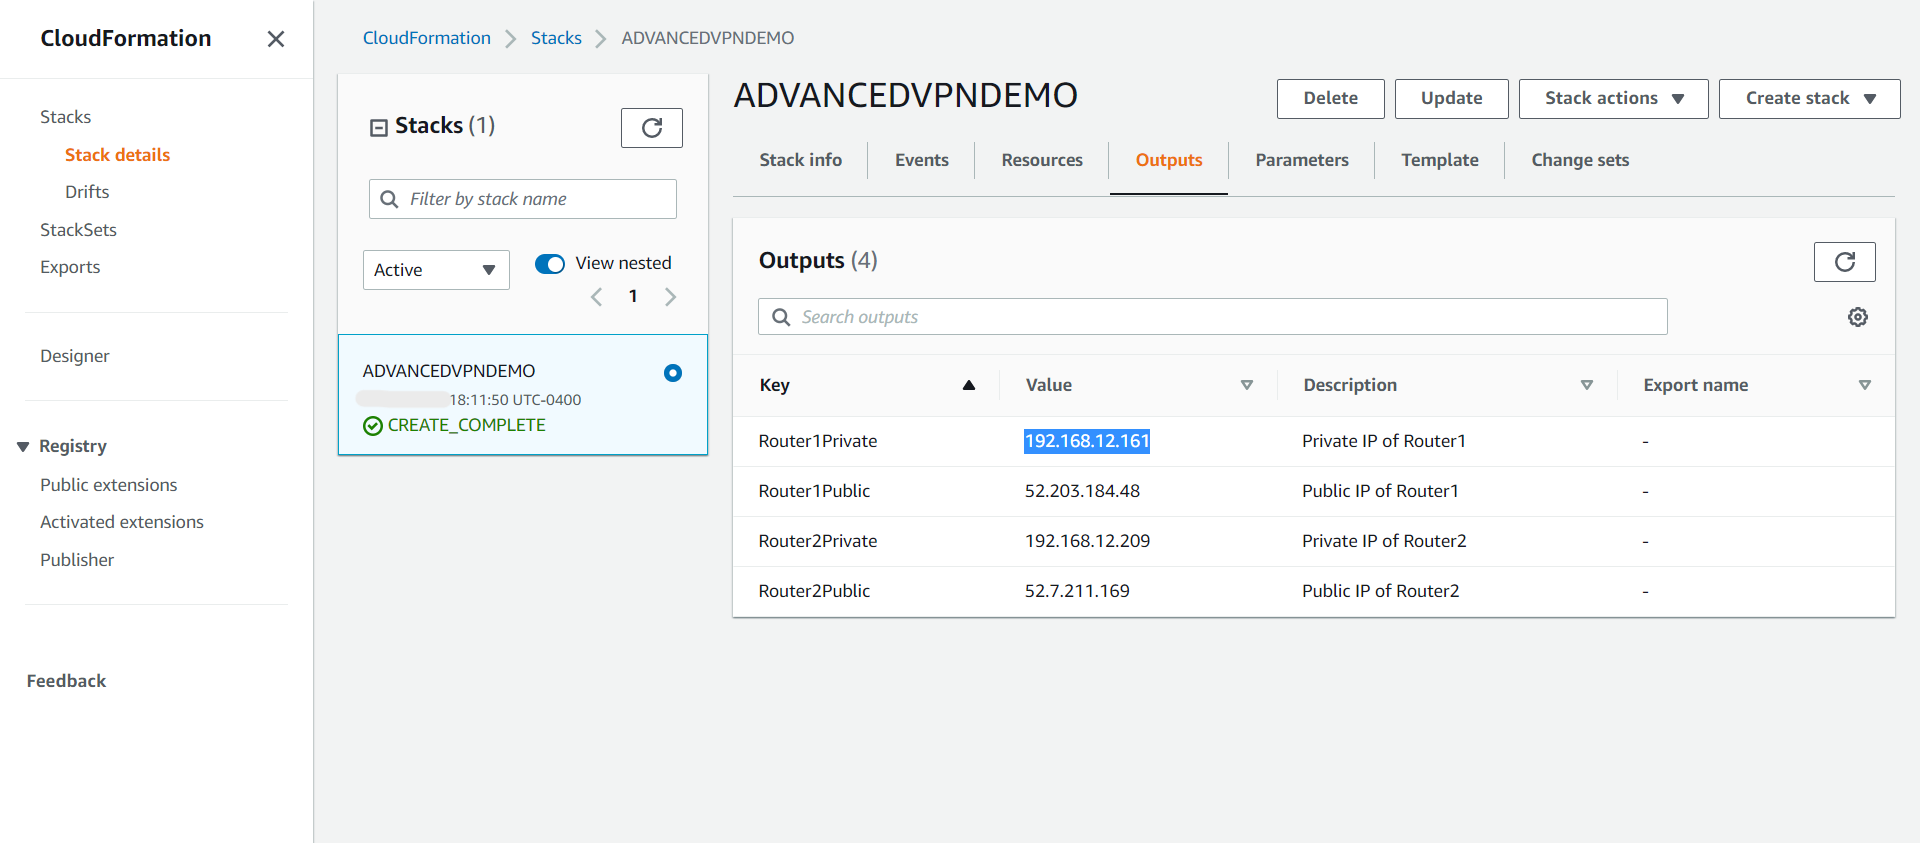 CloudFormation
Stacks
Stack details
Drifts
StackSets
Exports
Designer
Registry
Public extensions
Activated extensions
Publisher
Feedback
CloudFormation Stacks ADVANCEDVPNDEMO
Stacks (1)
Filter by stack name
Active
View nested
1
ADVANCEDVPNDEMO
18:11:50 UTC-0400
CREATE_COMPLETE
ADVANCEDVPNDEMO
Delete Update Stack actions Create stack
Stack info Events Resources Outputs Parameters Template Change sets
Outputs (4)
Search outputs
Key Value Description Export name
Router1Private 192.168.12.161 Private IP of Router1 -
Router1Public 52.203.184.48 Public IP of Router1 -
Router2Private 192.168.12.209 Private IP of Router2 -
Router2Public 52.7.211.169 Public IP of Router2 -